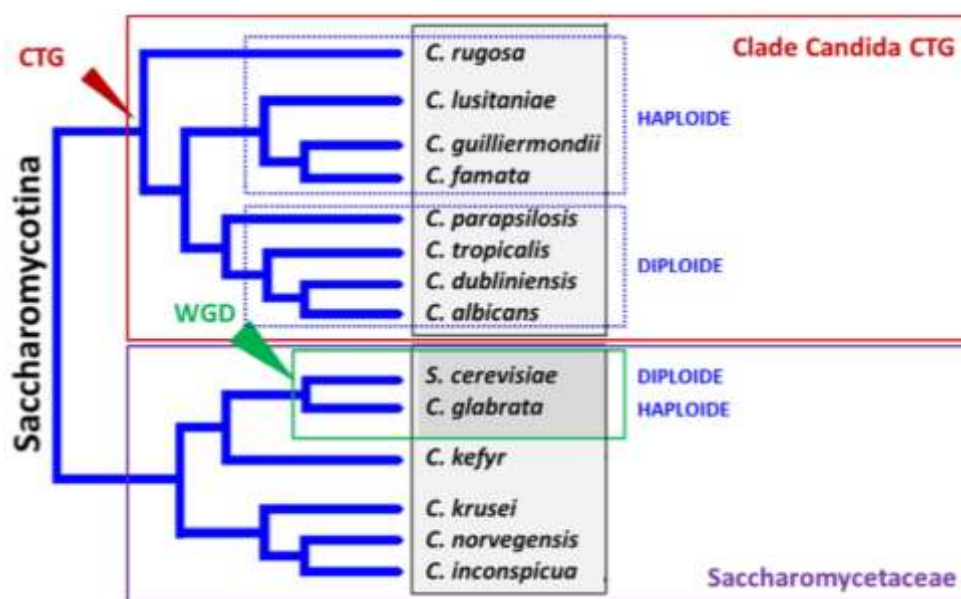 Saccharomycotina
CTG
Clade Candida CTG
C. rugosa
C. lusitaniae
HAPLOIDE
C. guilliermondii
C. famata
C. parapsilosis
C. tropicalis
DIPLOIDE
C. dubliniensis
C. albicans
WGD
S. cerevisiae DIPLOIDE
C. glabrata HAPLOIDE
C. kefyr
C. krusei
C. norvegensis
C. inconspicua
Saccharomycetaceae